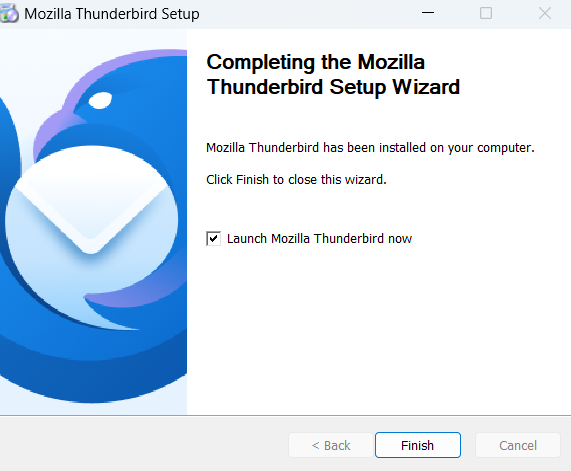 Mozilla Thunderbird Setup
Completing the Mozilla
Thunderbird Setup Wizard
Mozilla Thunderbird has been installed on your computer.
Click Finish to close this wizard.
Launch Mozilla Thunderbird now
< Back
Finish
Cancel